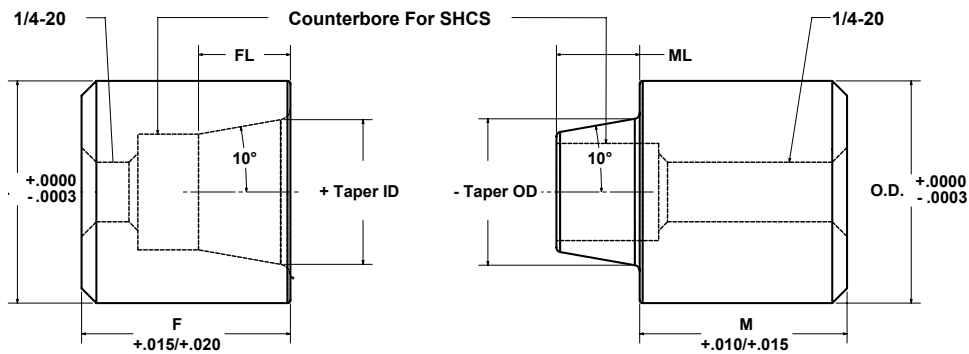 1/4-20
Counterbore For SHCS
1/4-20
FL
ML
10°
10°
+.0000
-.0003
+ Taper ID
- Taper OD
O.D.
+.0000
-.0003
F
+.015/+.020
M
+.010/+.015